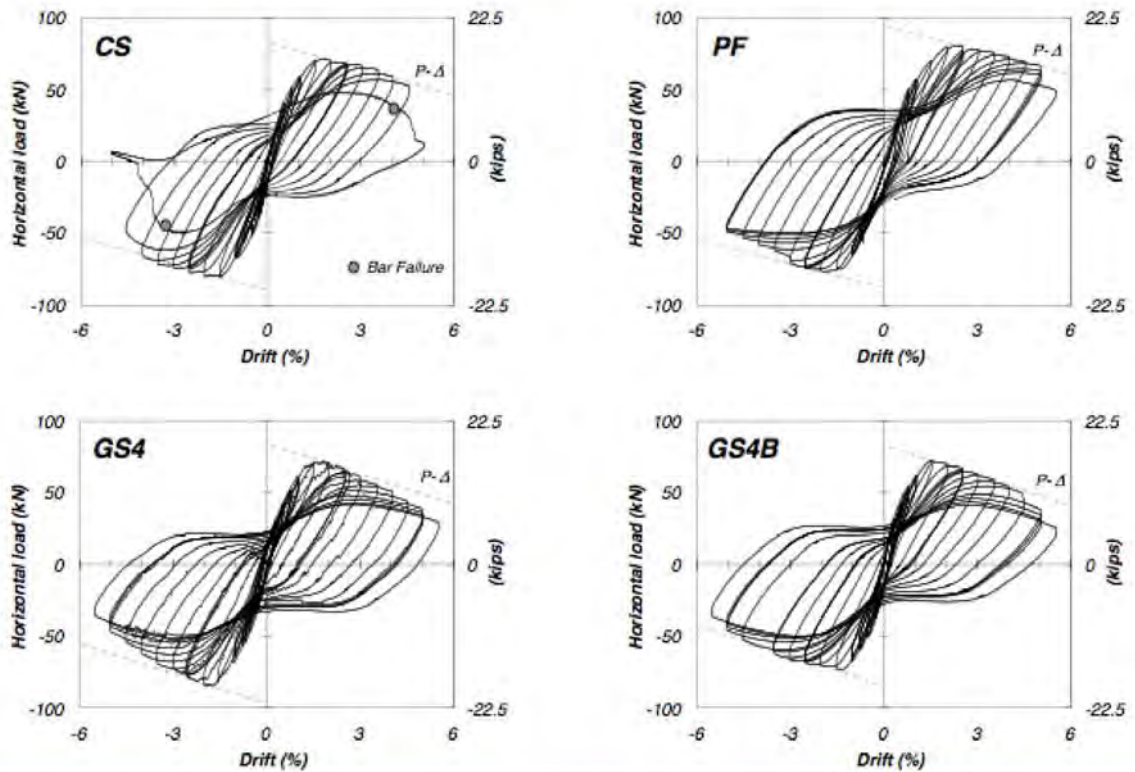 CS
P- Δ
Bar Failure
100
50
0
-50
-100
Horizontal load (kN)
22.5
0
-22.5
(kips)
-6
-3
0
3
6
Drift (%)
PF
P- Δ
100
50
0
-50
-100
Horizontal load (kN)
22.5
0
-22.5
(kips)
-6
-3
0
3
6
Drift (%)
GS4
P- Δ
100
50
0
-50
-100
Horizontal load (kN)
22.5
0
-22.5
(kips)
-6
-3
0
3
6
Drift (%)
GS4B
P- Δ
100
50
0
-50
-100
Horizontal load (kN)
22.5
0
-22.5
(kips)
-6
-3
0
3
6
Drift (%)